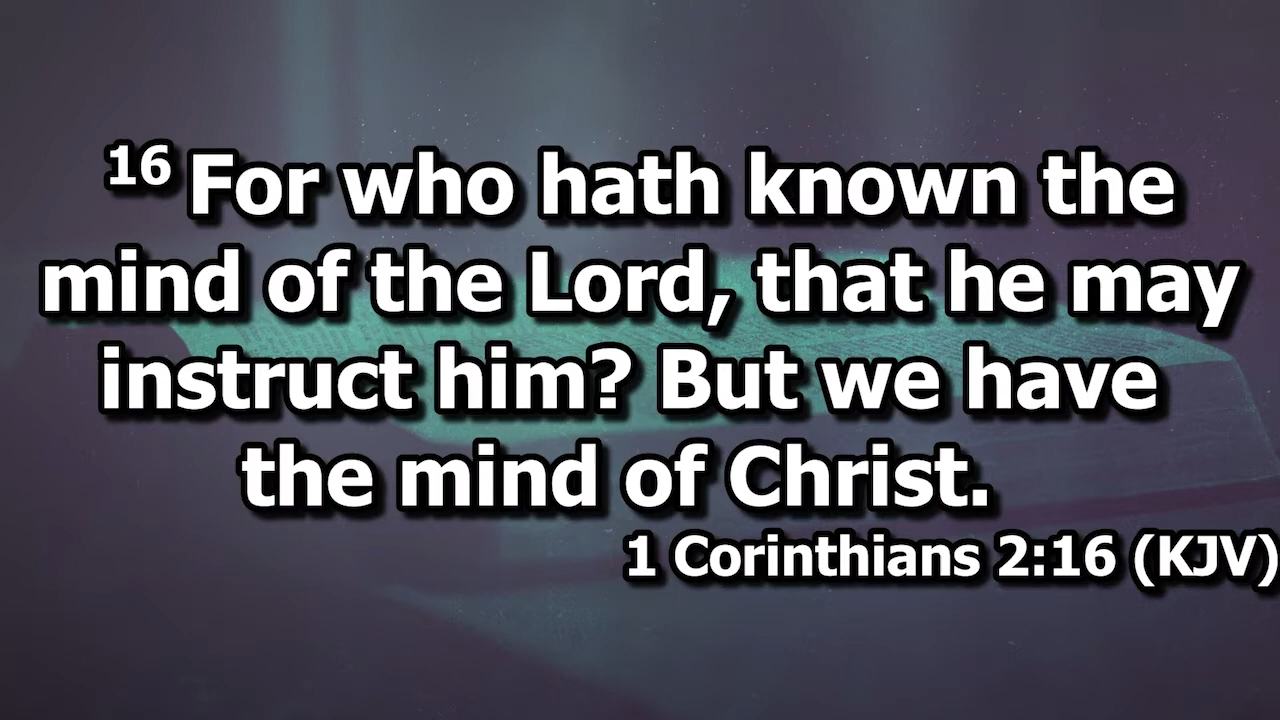 16 For who hath known the
mind of the Lord, that he may
instruct him? But we have
the mind of Christ.
1 Corinthians 2:16 (KJV)